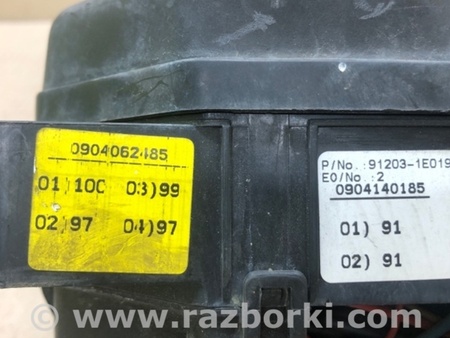 0904062485
01)100 03)99
02)97 04)97
P/No.:91203-1E019
EO/No.:2
0904140185
01) 91
02) 91
www.razborki.com